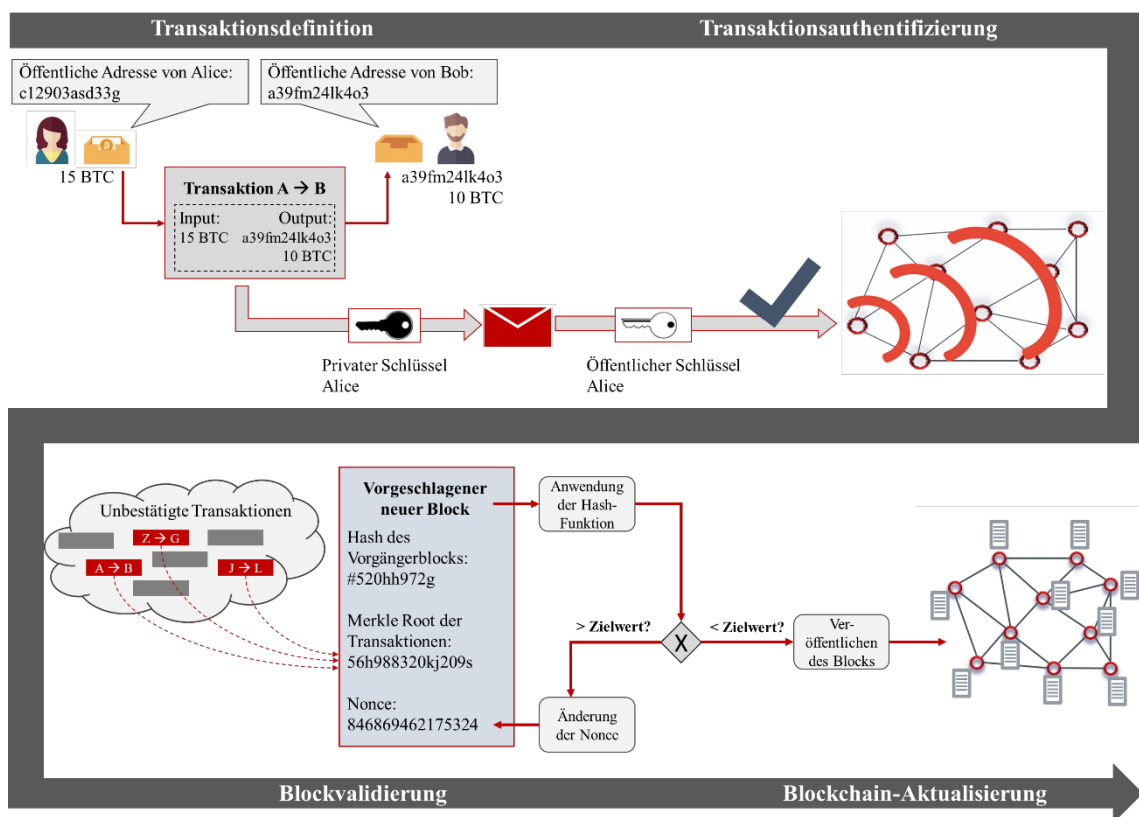 Transaktionsdefinition
Transaktionsauthentifizierung
Öffentliche Adresse von Alice:
c12903asd33g
Öffentliche Adresse von Bob:
a39fm24lk4o3
15 BTC
a39fm24lk4o3
10 BTC
Transaktion A → B
Input:
Output:
15 BTC
a39fm24lk4o3
10 BTC
Privater Schlüssel
Alice
Öffentlicher Schlüssel
Alice
Unbestätigte Transaktionen
Z → G
A → B
J → L
Vorgeschlagener
neuer Block
Hash des
Vorgängerblocks:
#520hh972g
Merkle Root der
Transaktionen:
56h988320kj209s
Nonce:
846869462175324
Anwendung
der Hash-
Funktion
> Zielwert?
X
< Zielwert?
Ver-
öffentlichen
des Blocks
Änderung
der Nonce
Blockvalidierung
Blockchain-Aktualisierung